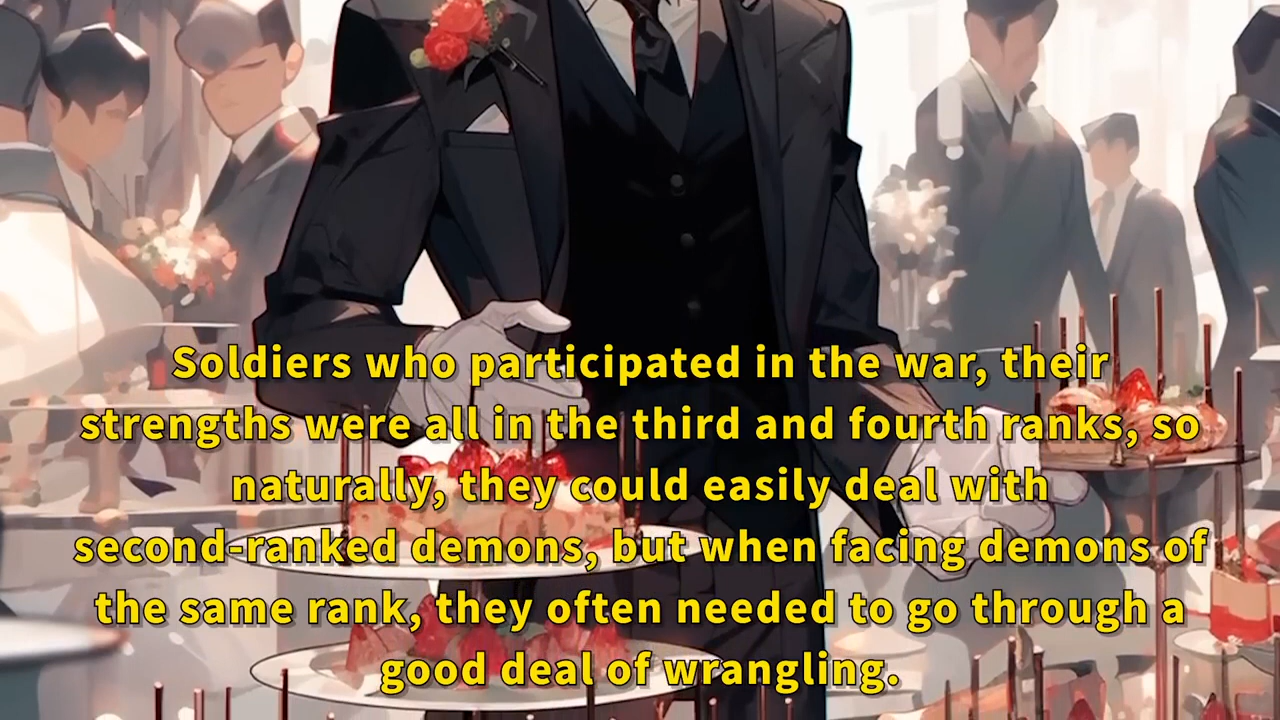 Soldiers who participated in the war, their
strengths were all in the third and fourth ranks, so
naturally, they could easily deal with
second-ranked demons, but when facing demons of
the same rank, they often needed to go through a
good deal of wrangling.